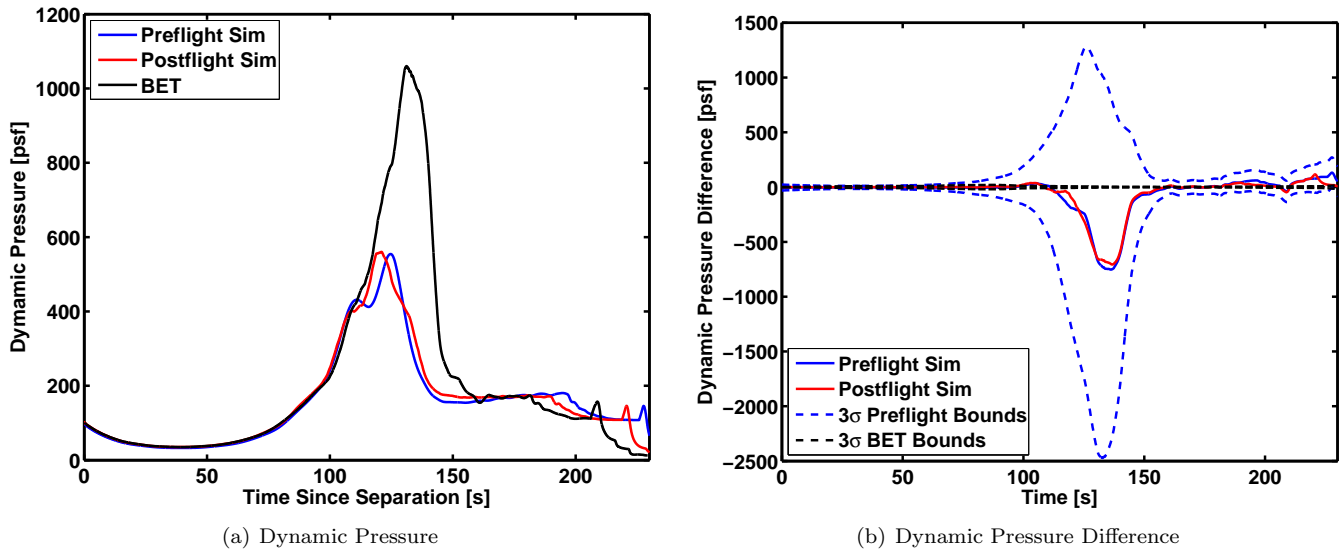 1200
1000
800
600
400
200
0
Dymamic Pressure [psf]
Preflight Sim
Postflight Sim
BET
0 50 100 150 200
Time Since Separation [s]
(a) Dynamic Pressure
1500
1000
500
0
−500
−1000
−1500
−2000
−2500
Dynamic Pressure Difference [psf]
Preflight Sim
Postflight Sim
3σ Preflight Bounds
3σ BET Bounds
0 50 100 150 200
Time [s]
(b) Dynamic Pressure Difference